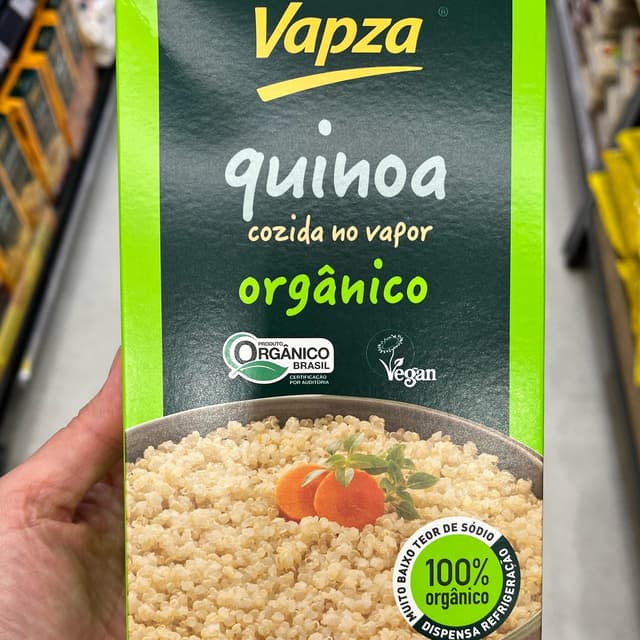 Vapza
®
quinoa
cozida no vapor
orgânico
PRODUTO
ORGÂNICO
BRASIL
CERTIFICAÇÃO
POR AUDITORIA
Vegan
MUITO BAIXO TEOR DE SÓDIO
100%
orgânico
DISPENSA REFRIGERAÇÃO